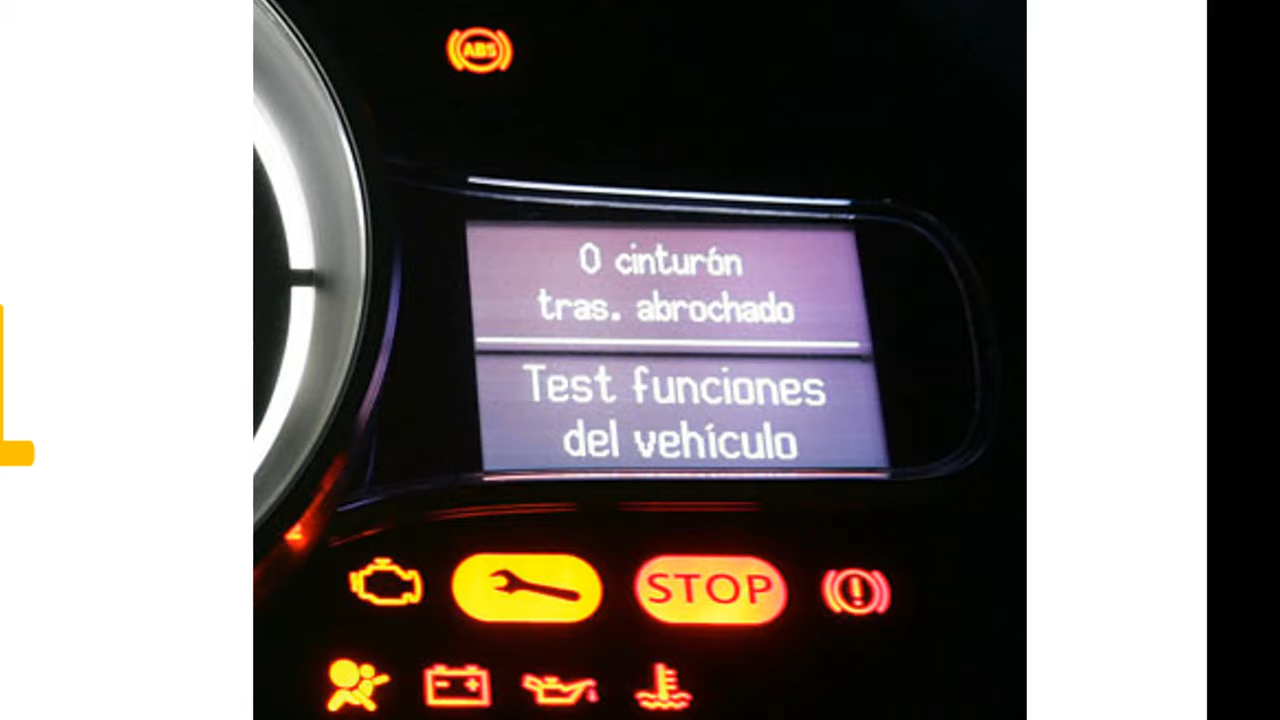 ABS
0 cinturón
tras. abrochado
Test funciones
del vehículo
STOP